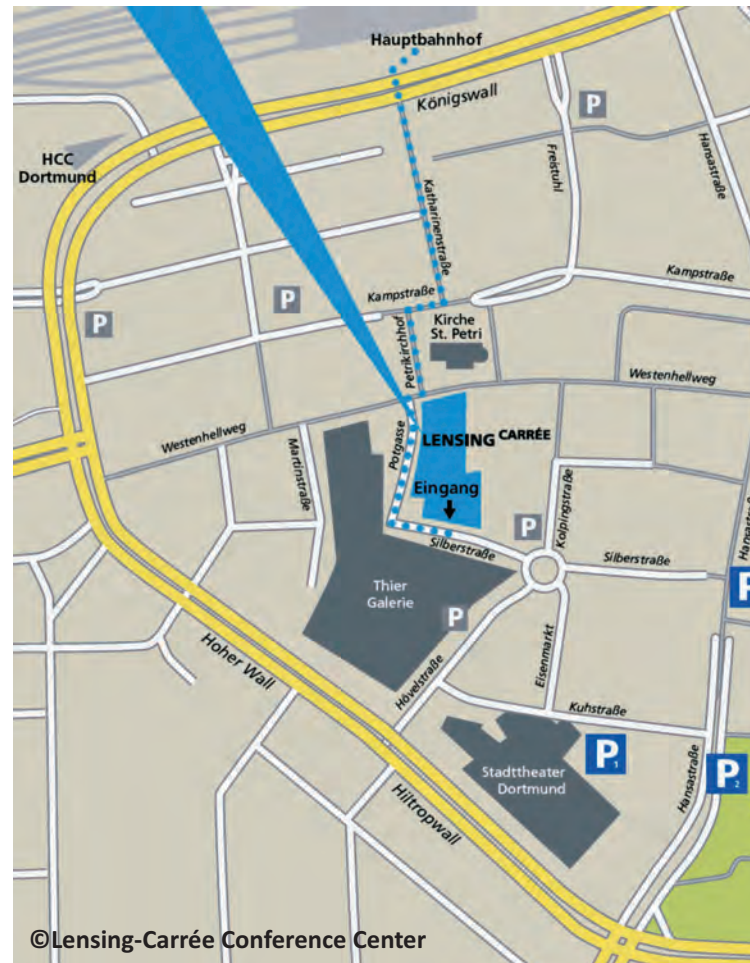 Hauptbahnhof
Königswall
P
HCC
Dortmund
Hansastraße
Freistuhl
Katharinenstraße
Kampstraße
P
Kampstraße
P
Kirche
St. Petri
Petrikirchhof
Westenhellweg
Westenhellweg
Martinstraße
Potgasse
LENSING CARRÉE
Eingang
Kolpingstraße
P
Hansastraße
Silberstraße
Silberstraße
P
Thier
Galerie
P
Eisenmarkt
Hoher Wall
Hövelstraße
Kuhstraße
P1
P2
Stadttheater
Dortmund
Hansastraße
Hiltropwall
©Lensing-Carrée Conference Center